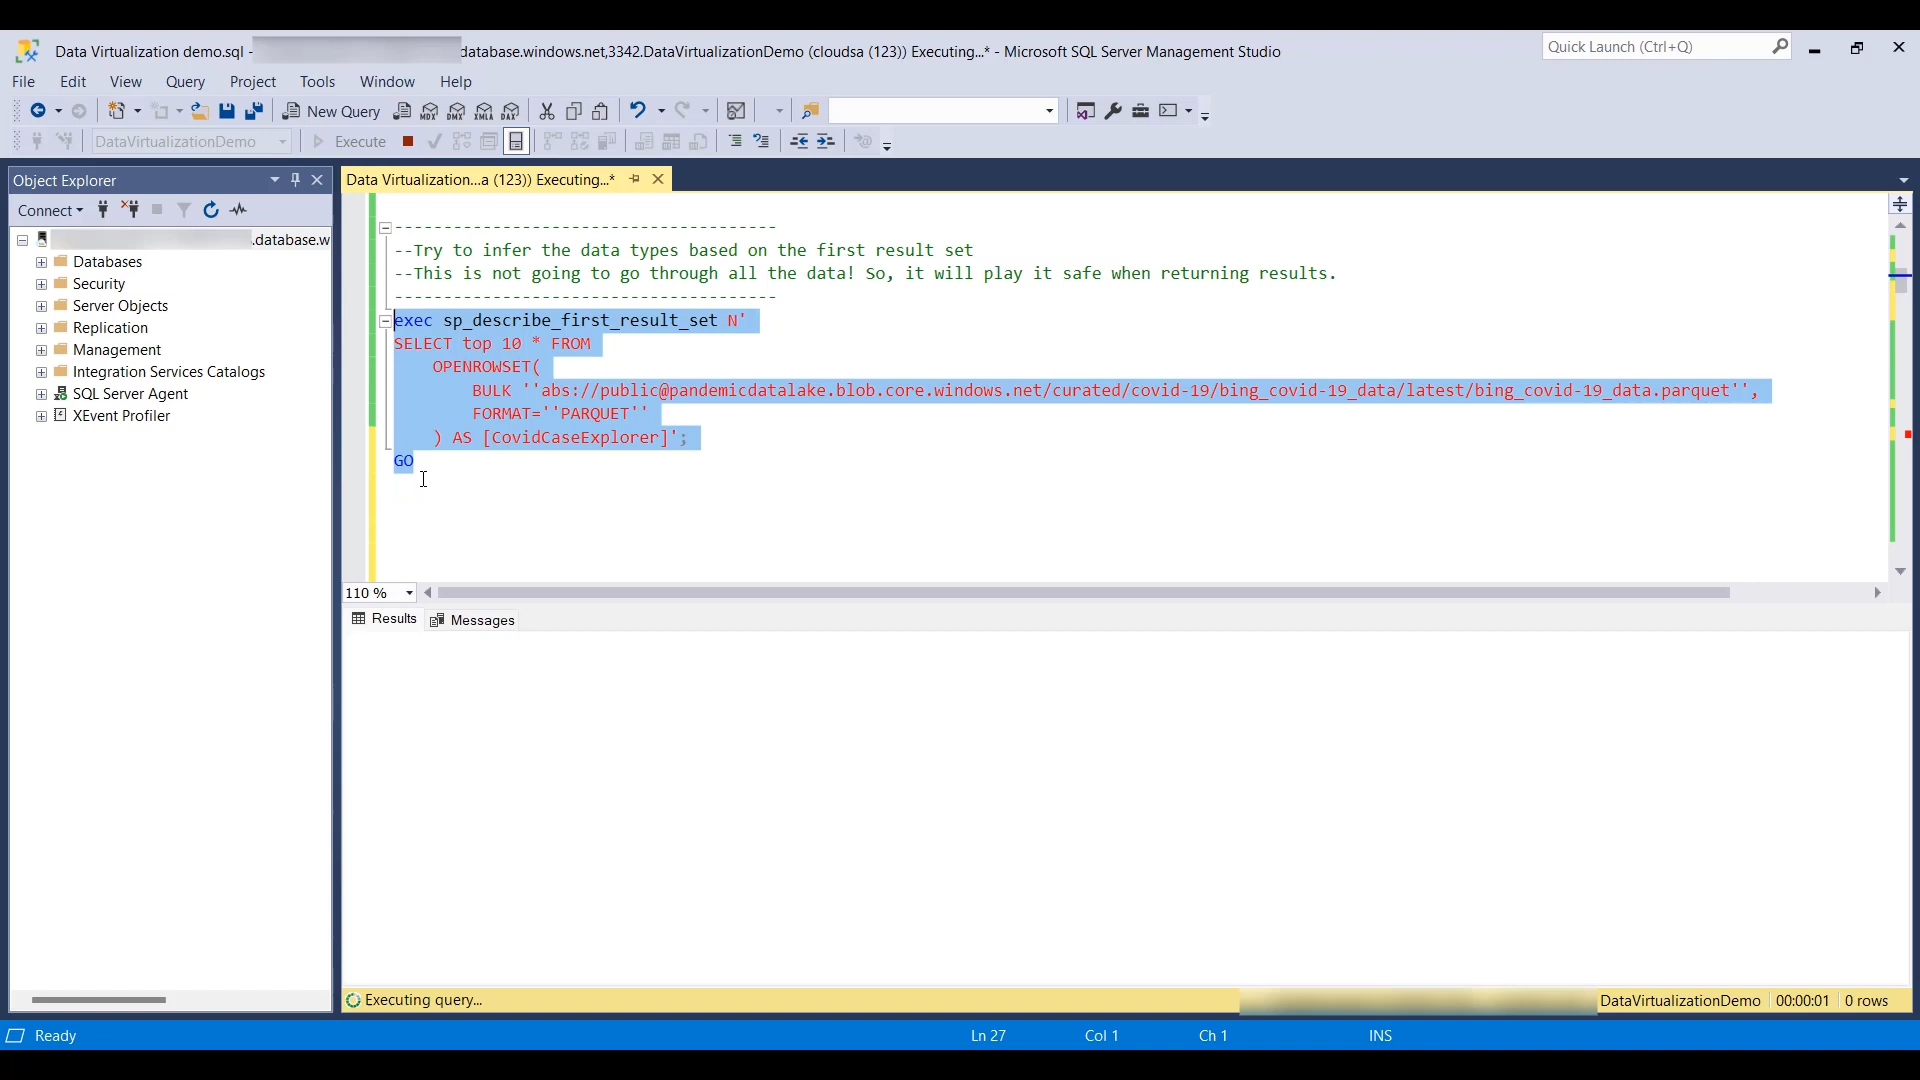 Data Virtualization demo.sql - database.windows.net,3342.DataVirtualizationDemo (cloudsa (123)) Executing...* - Microsoft SQL Server Management Studio
Quick Launch (Ctrl+Q)
File Edit View Query Project Tools Window Help
New Query MDX DMX XMLA DAX
DataVirtualizationDemo Execute
Object Explorer
Data Virtualization...a (123)) Executing...*
Connect
.database.w
Databases
Security
Server Objects
Replication
Management
Integration Services Catalogs
SQL Server Agent
XEvent Profiler
---------------------------------------
--Try to infer the data types based on the first result set
--This is not going to go through all the data! So, it will play it safe when returning results.
---------------------------------------
exec sp_describe_first_result_set N'
SELECT top 10 * FROM
OPENROWSET(
BULK ''abs://public@pandemicdatalake.blob.core.windows.net/curated/covid-19/bing_covid-19_data/latest/bing_covid-19_data.parquet'',
FORMAT=''PARQUET''
) AS [CovidCaseExplorer]';
GO
110 %
Results Messages
Executing query... DataVirtualizationDemo 00:00:01 0 rows
Ready Ln 27 Col 1 Ch 1 INS